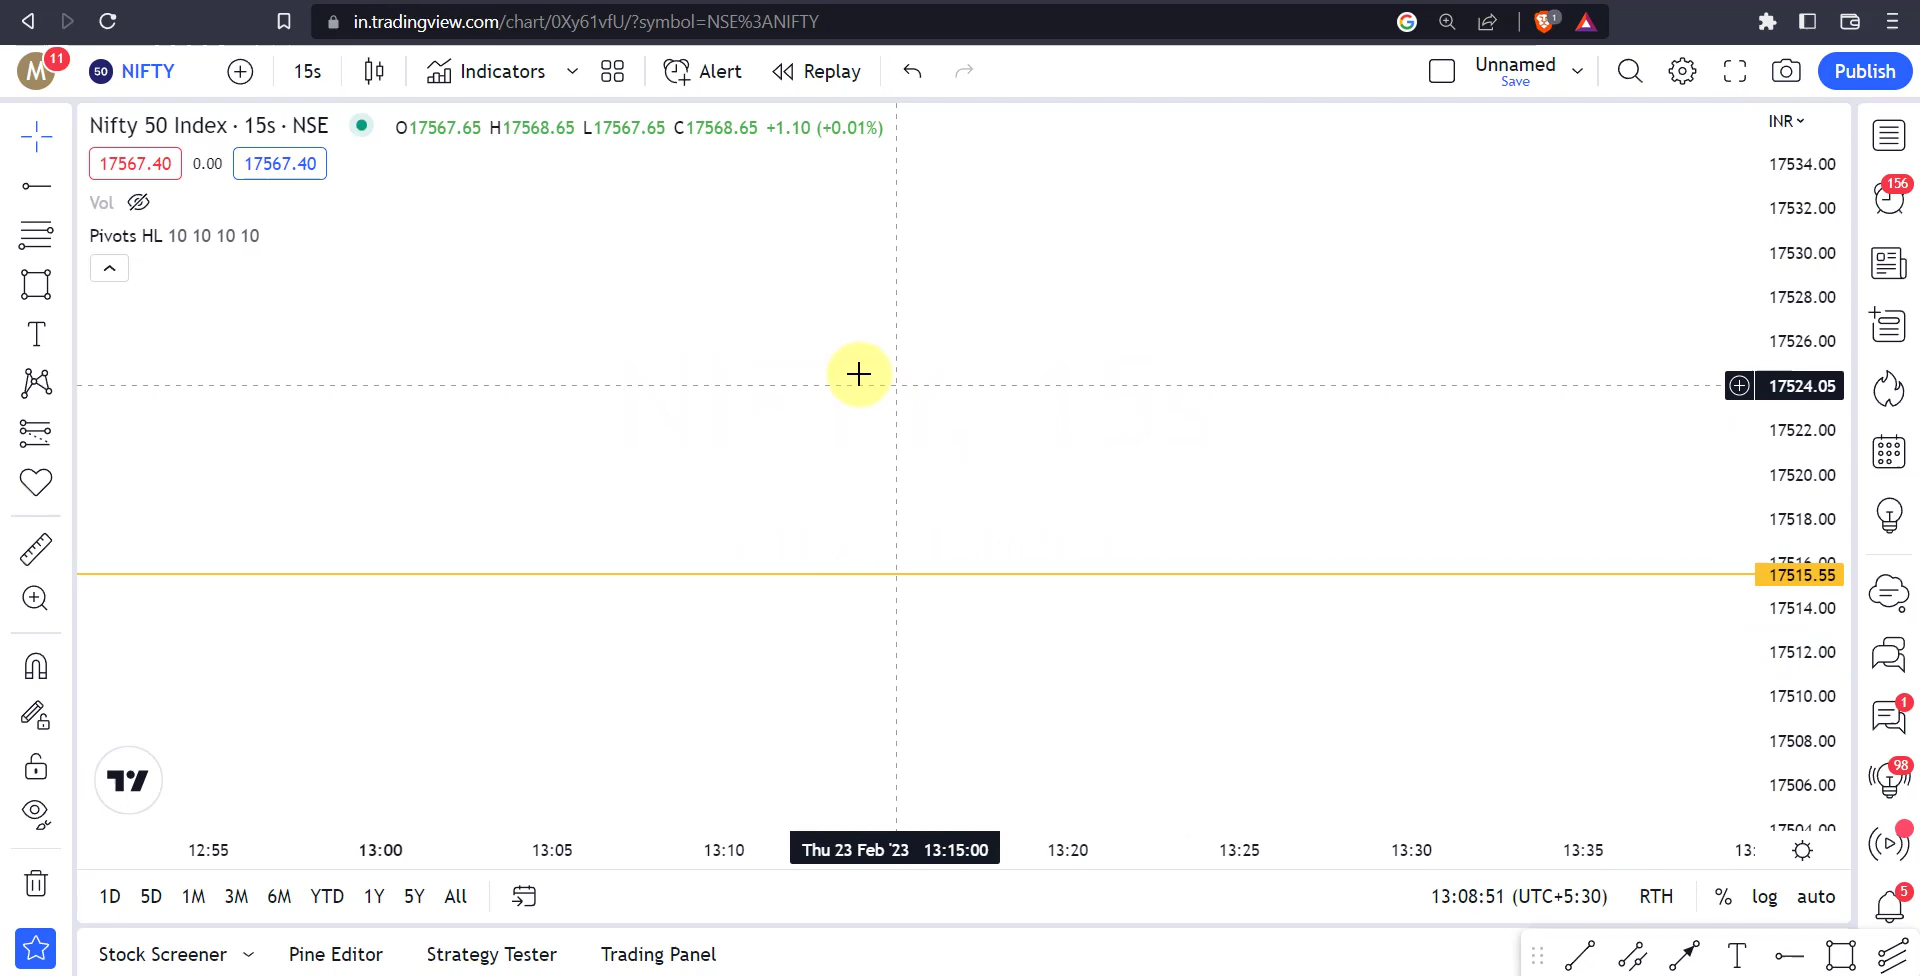 in.tradingview.com/chart/0Xy61vfU/?symbol=NSE%3ANIFTY
1
M 11 50 NIFTY 15s Indicators Alert Replay Unnamed Publish
Save
Nifty 50 Index · 15s · NSE O17567.65 H17568.65 L17567.65 C17568.65 +1.10 (+0.01%) INR
17567.40 0.00 17567.40 17534.00
156
Vol 17532.00
Pivots HL 10 10 10 10
17530.00
17528.00
17526.00
17524.05
17522.00
17520.00
17518.00
17516.00
17515.55
17514.00
17512.00
17510.00
1
17508.00
98
17506.00
17504.00
12:55 13:00 13:05 13:10 Thu 23 Feb '23 13:15:00 13:20 13:25 13:30 13:35 13:
1D 5D 1M 3M 6M YTD 1Y 5Y All 13:08:51 (UTC+5:30) RTH % log auto
5
Stock Screener Pine Editor Strategy Tester Trading Panel